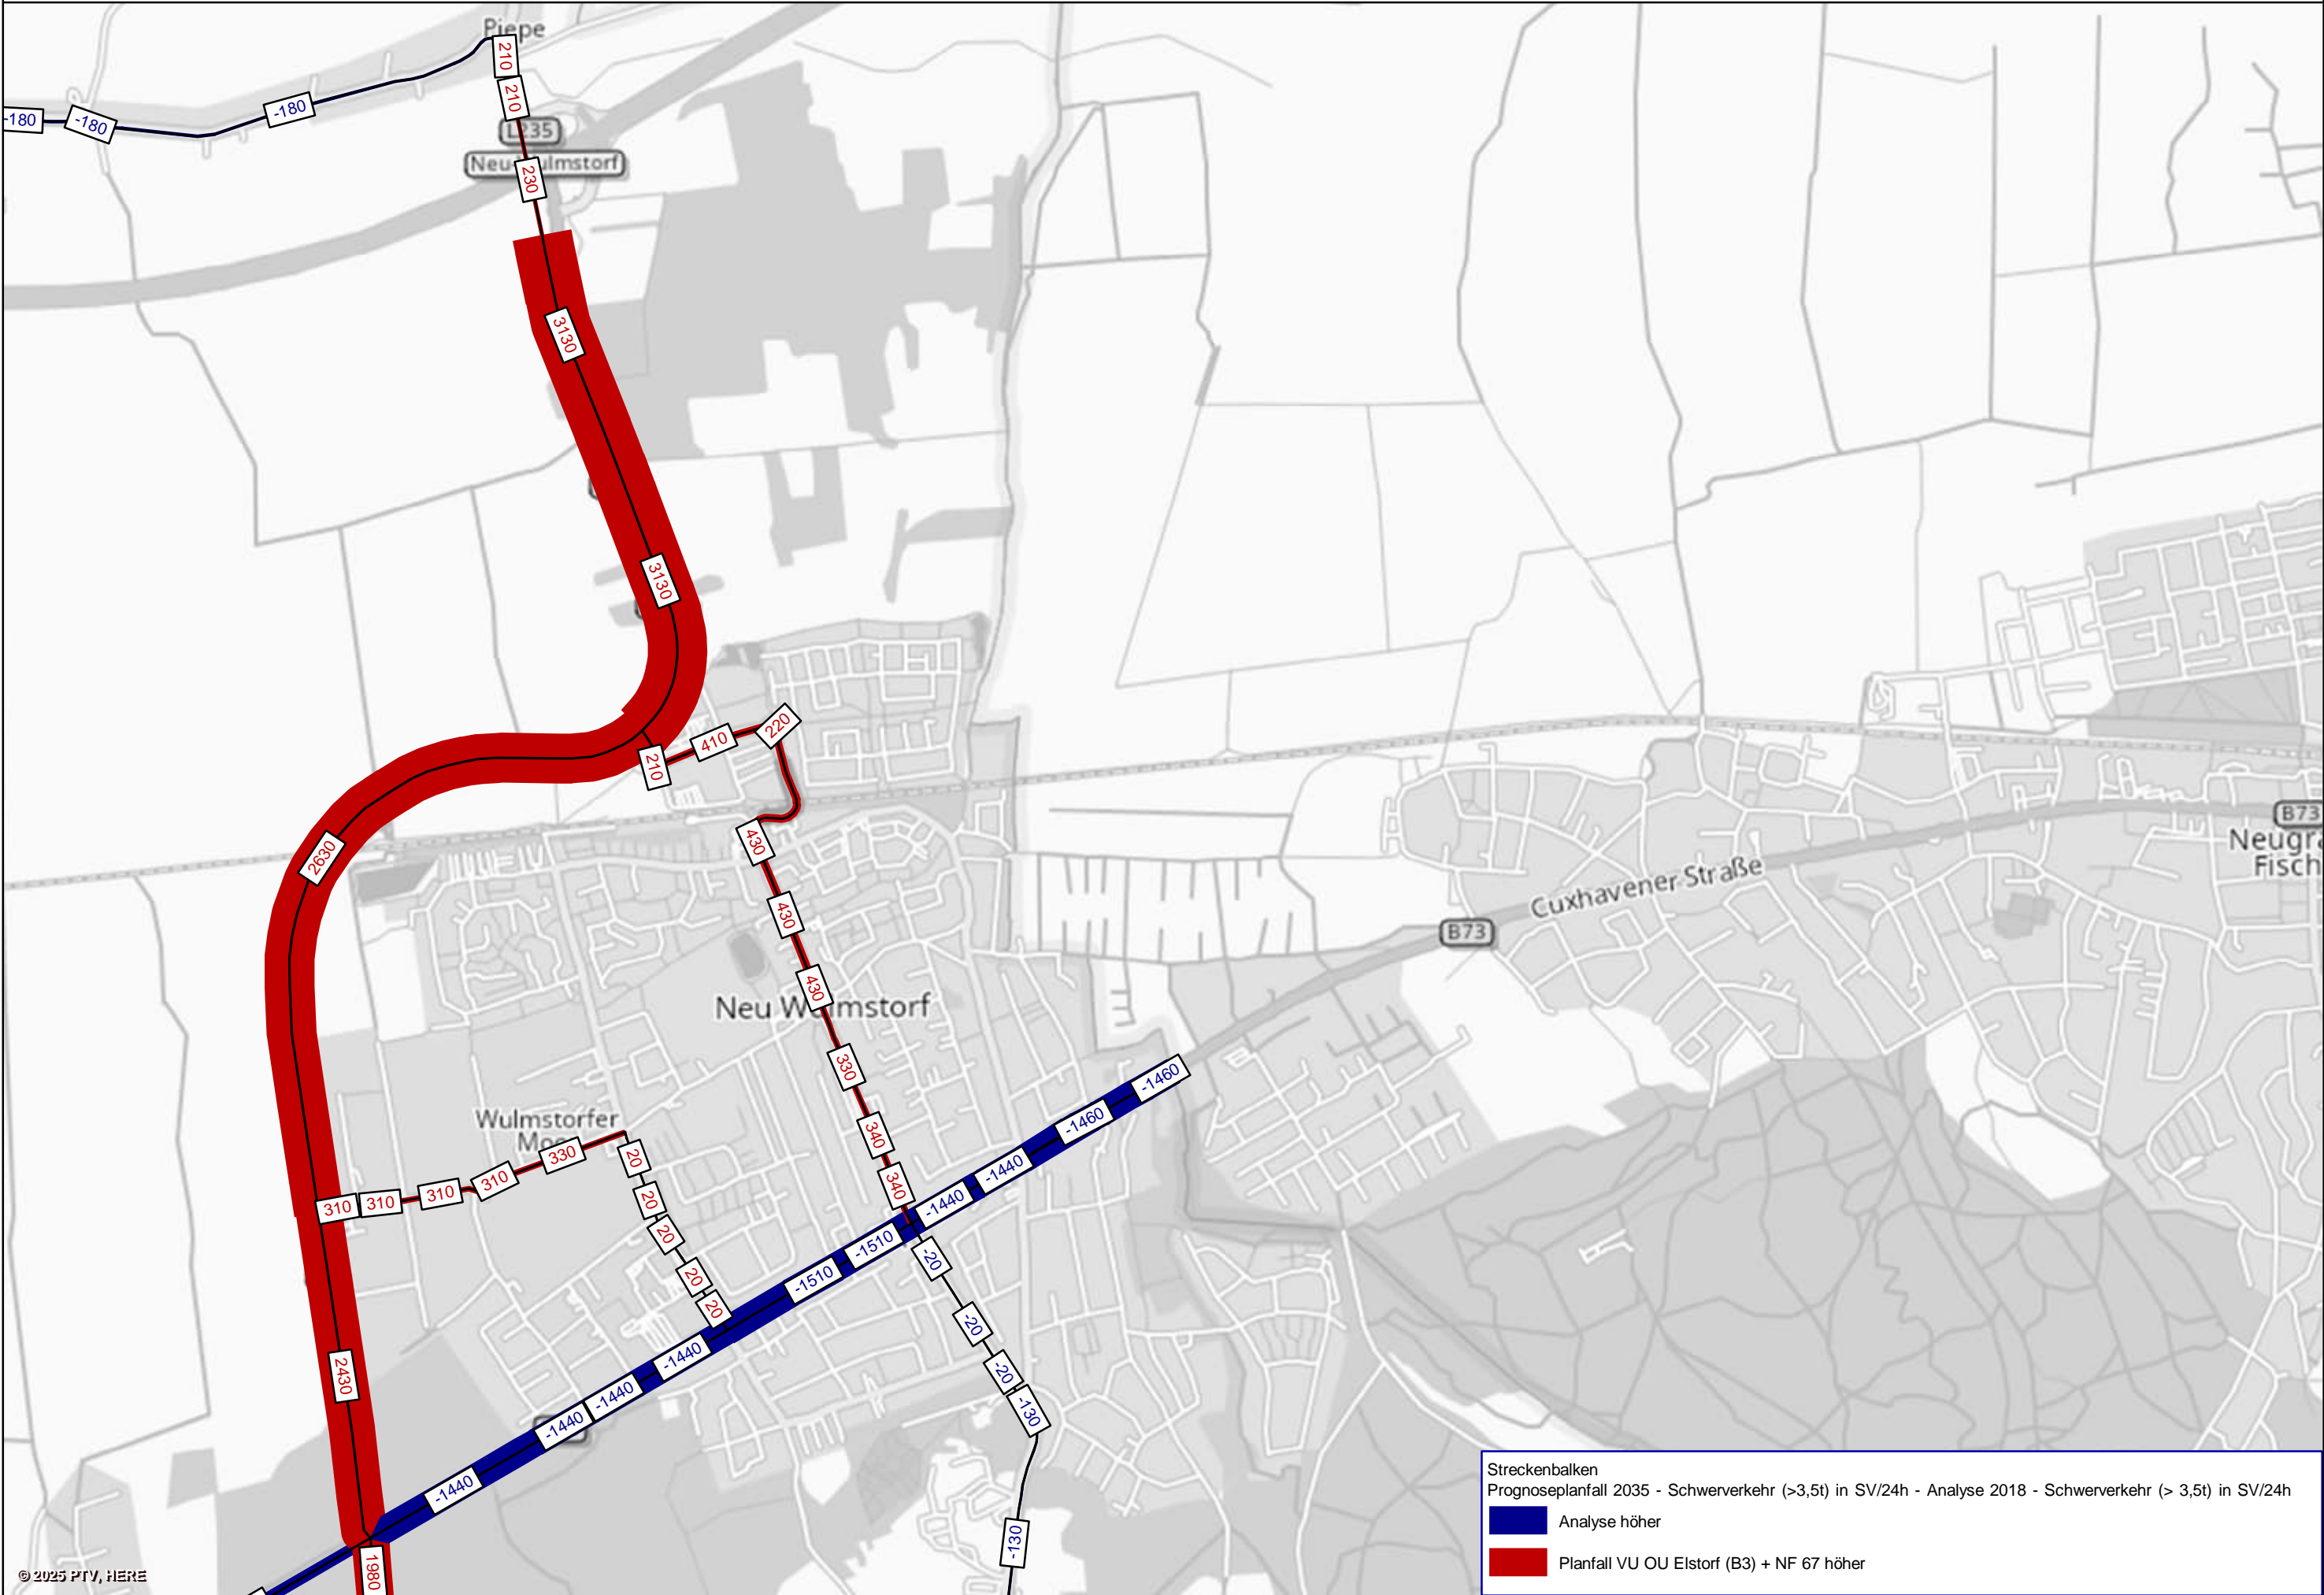 Piepe
210
210
-180
-180
-180
L235
Neu Wulmstorf
230
3130
3130
220
410
210
430
2630
430
430
Neu Wulmstorf
330
340
340
B73
Neugra
Fisch
Cuxhavener Straße
B73
Wulmstorfer
Moo
330
310
310
310
310
20
20
20
20
20
-1460
-1460
-1440
-1440
-1510
-1510
-1440
-1440
-1440
-1440
-20
-20
-20
-130
-130
2430
1980
Streckenbalken
Prognoseplanfall 2035 - Schwerverkehr (>3,5t) in SV/24h - Analyse 2018 - Schwerverkehr (> 3,5t) in SV/24h
Analyse höher
Planfall VU OU Elstorf (B3) + NF 67 höher
© 2025 PTV, HERE